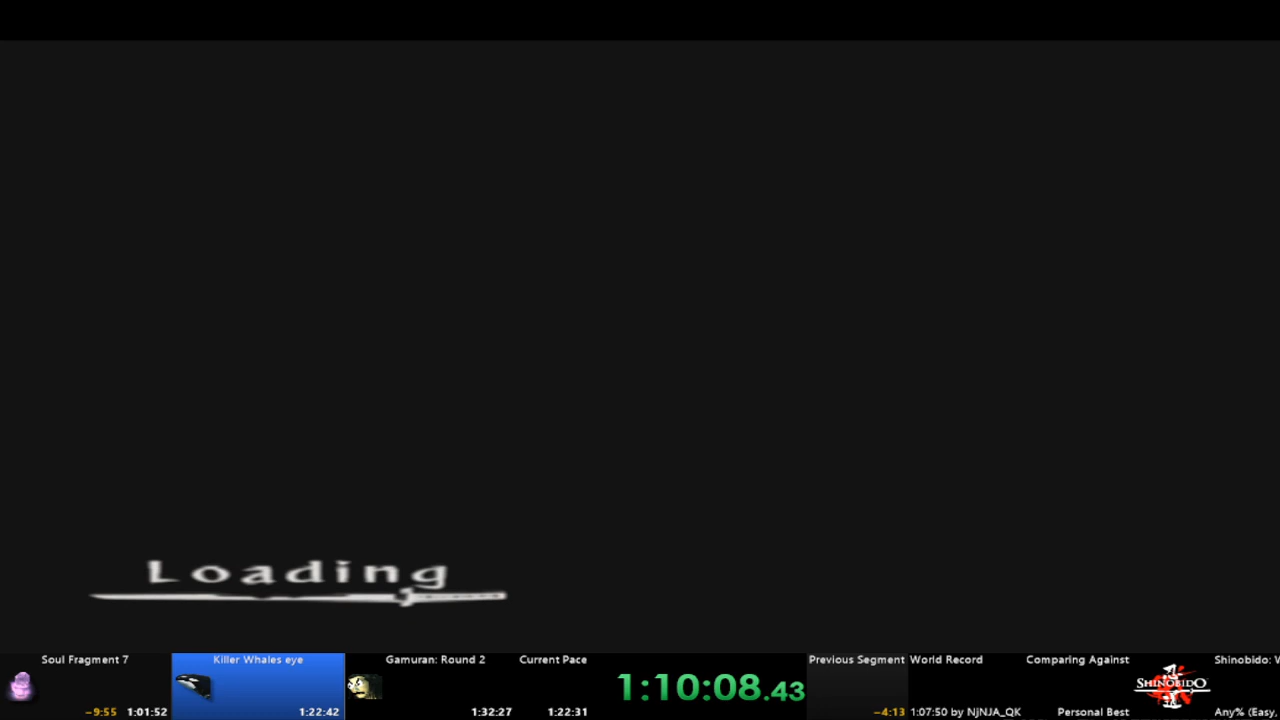 Loading
Soul Fragment 7
−9:55 1:01:52
Killer Whales eye
1:22:42
Gamuran: Round 2
1:32:27
Current Pace
1:22:31
1:10:08.43
Previous Segment
−4:13
World Record
1:07:50 by NjNJA_QK
Comparing Against
Personal Best
SHINOBIDO
Shinobido: W
Any% (Easy,